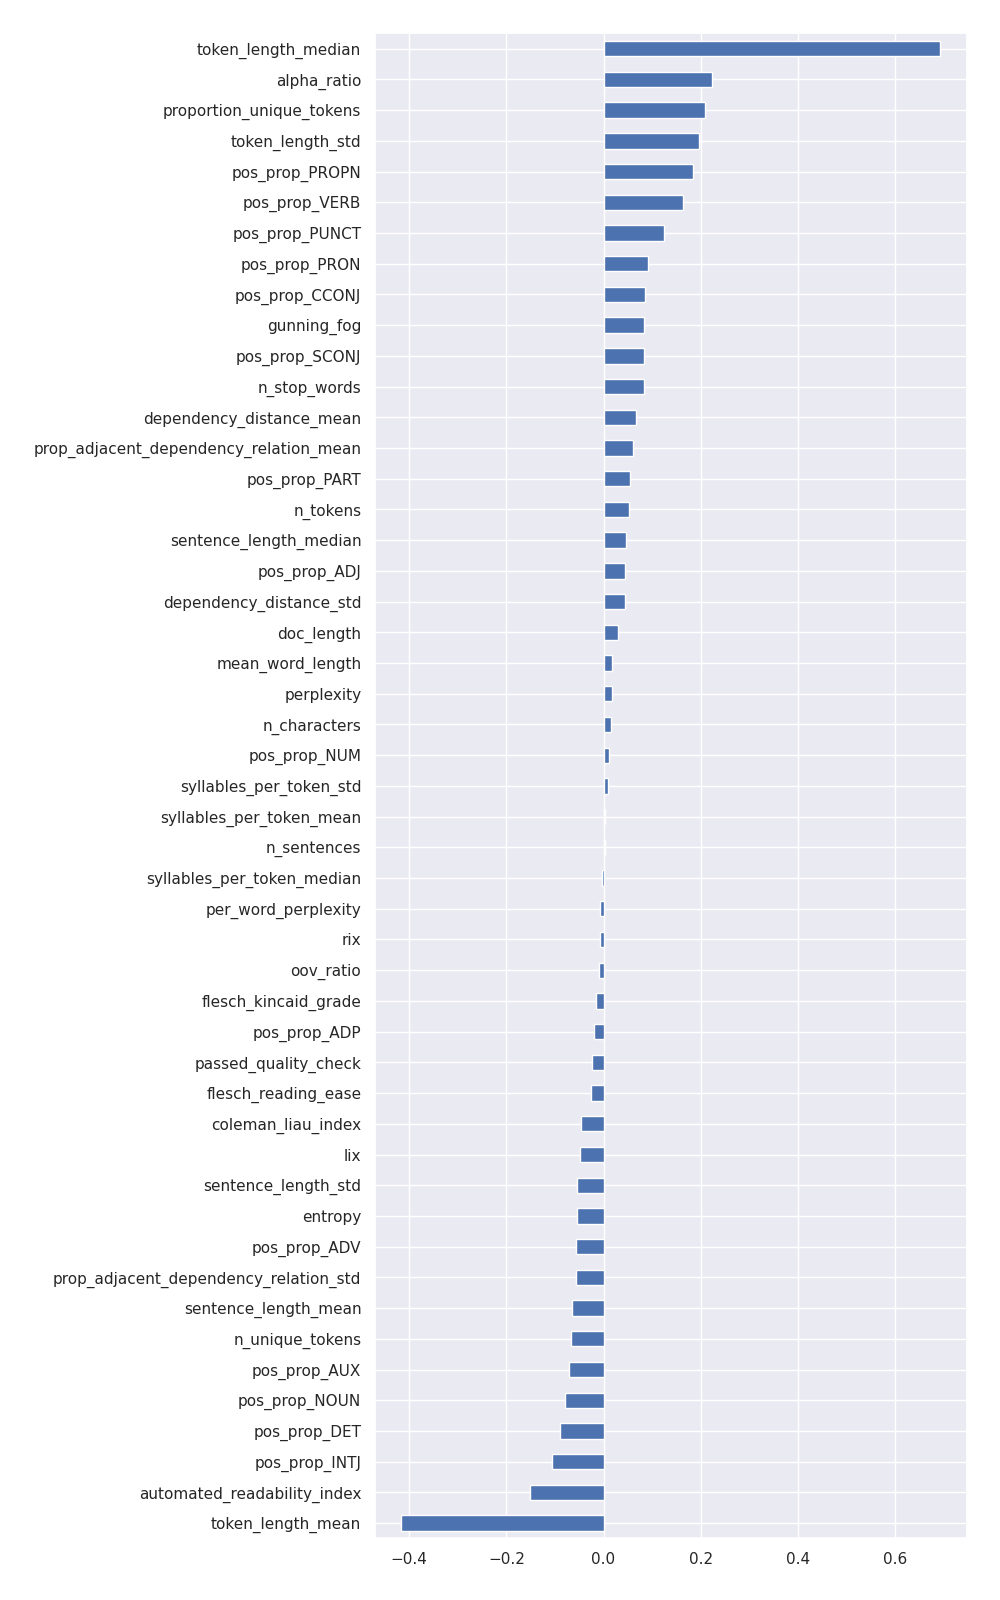 token_length_median
alpha_ratio
proportion_unique_tokens
token_length_std
pos_prop_PROPN
pos_prop_VERB
pos_prop_PUNCT
pos_prop_PRON
pos_prop_CCONJ
gunning_fog
pos_prop_SCONJ
n_stop_words
dependency_distance_mean
prop_adjacent_dependency_relation_mean
pos_prop_PART
n_tokens
sentence_length_median
pos_prop_ADJ
dependency_distance_std
doc_length
mean_word_length
perplexity
n_characters
pos_prop_NUM
syllables_per_token_std
syllables_per_token_mean
n_sentences
syllables_per_token_median
per_word_perplexity
rix
oov_ratio
flesch_kincaid_grade
pos_prop_ADP
passed_quality_check
flesch_reading_ease
coleman_liau_index
lix
sentence_length_std
entropy
pos_prop_ADV
prop_adjacent_dependency_relation_std
sentence_length_mean
n_unique_tokens
pos_prop_AUX
pos_prop_NOUN
pos_prop_DET
pos_prop_INTJ
automated_readability_index
token_length_mean
−0.4 −0.2 0.0 0.2 0.4 0.6